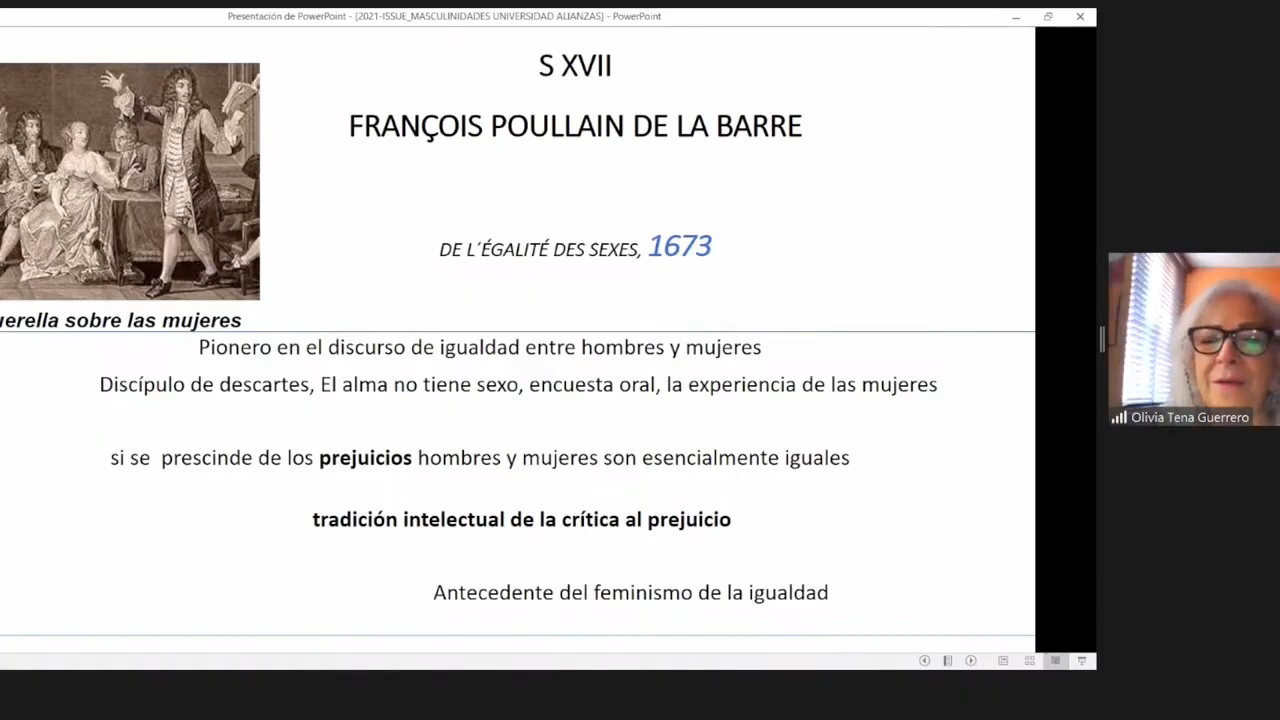 Presentación de PowerPoint - [2021-ISSUE_MASCULINIDADES UNIVERSIDAD ALIANZAS] - PowerPoint
S XVII
FRANÇOIS POULLAIN DE LA BARRE
DE L´ÉGALITÉ DES SEXES, 1673
uerella sobre las mujeres
Pionero en el discurso de igualdad entre hombres y mujeres
Discípulo de descartes, El alma no tiene sexo, encuesta oral, la experiencia de las mujeres
si se prescinde de los prejuicios hombres y mujeres son esencialmente iguales
tradición intelectual de la crítica al prejuicio
Antecedente del feminismo de la igualdad
Olivia Tena Guerrero